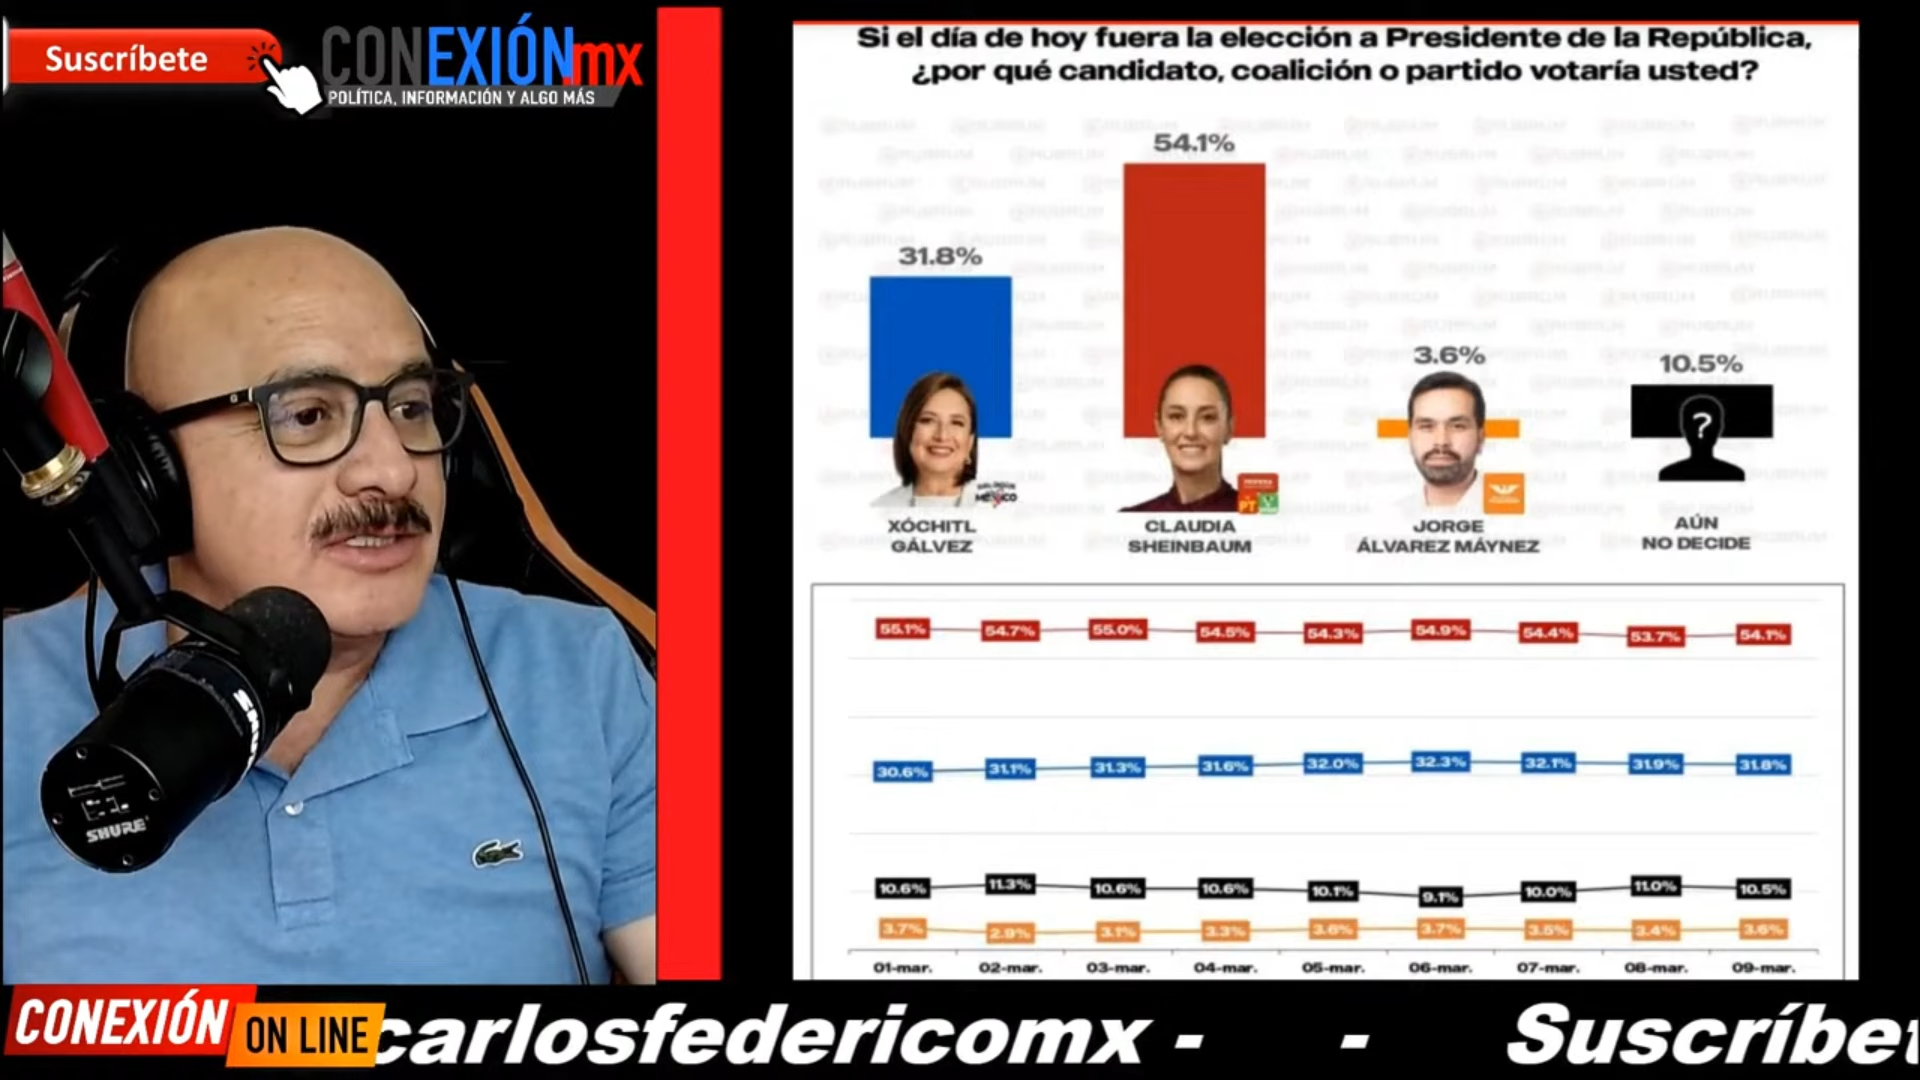 Suscríbete
CONEXIÓN.mx
POLÍTICA, INFORMACIÓN Y ALGO MÁS
Si el día de hoy fuera la elección a Presidente de la República,
¿por qué candidato, coalición o partido votaría usted?
31.8%
54.1%
3.6%
10.5%
?
MÉXICO
morena
PT
XÓCHITL
GÁLVEZ
CLAUDIA
SHEINBAUM
JORGE
ÁLVAREZ MÁYNEZ
AÚN
NO DECIDE
55.1% 54.7% 55.0% 54.5% 54.3% 54.9% 54.4% 53.7% 54.1%
30.6% 31.1% 31.3% 31.6% 32.0% 32.3% 32.1% 31.9% 31.8%
10.6% 11.3% 10.6% 10.6% 10.1% 9.1% 10.0% 11.0% 10.5%
3.7% 2.9% 3.1% 3.3% 3.6% 3.7% 3.5% 3.4% 3.6%
01-mar. 02-mar. 03-mar. 04-mar. 05-mar. 06-mar. 07-mar. 08-mar. 09-mar.
SHURE
CONEXIÓN
ON LINE
carlosfedericomx - - Suscríbet